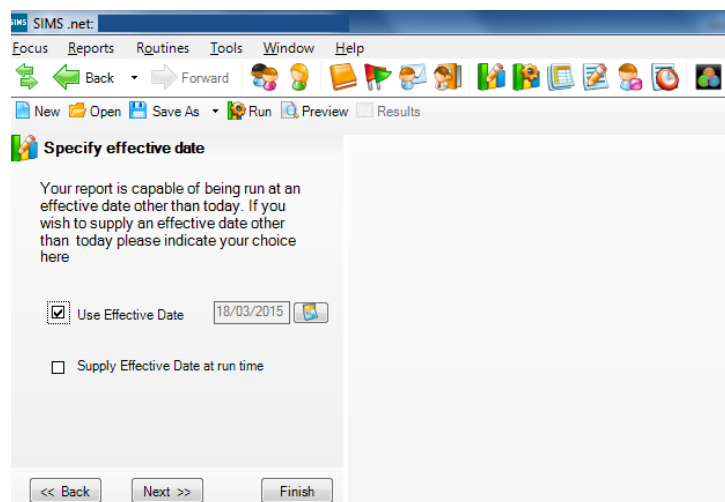 SIMS SIMS .net:
Focus Reports Routines Tools Window Help
Back Forward
New Open Save As Run Preview Results
Specify effective date
Your report is capable of being run at an
effective date other than today. If you
wish to supply an effective date other
than today please indicate your choice
here
Use Effective Date 18/03/2015
Supply Effective Date at run time
<< Back Next >> Finish